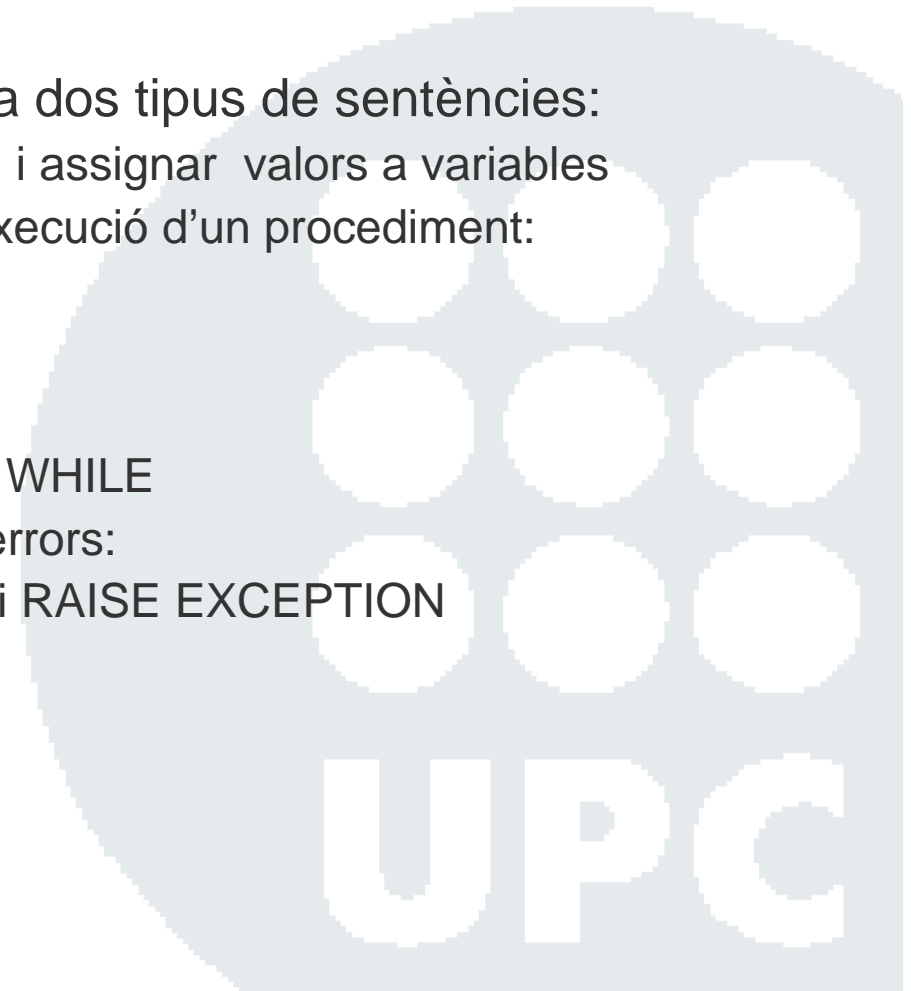 a dos tipus de sentències:
i assignar valors a variables
xecució d'un procediment:
WHILE
errors:
i RAISE EXCEPTION
UPC